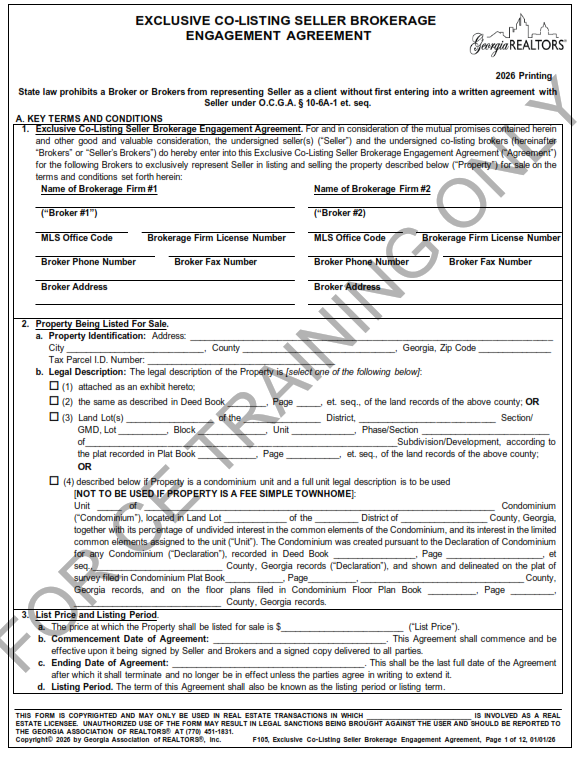 EXCLUSIVE CO-LISTING SELLER BROKERAGE
ENGAGEMENT AGREEMENT
Georgia REALTORS®
2026 Printing
State law prohibits a Broker or Brokers from representing Seller as a client without first entering into a written agreement with
Seller under O.C.G.A. § 10-6A-1 et. seq.
A. KEY TERMS AND CONDITIONS
1. Exclusive Co-Listing Seller Brokerage Engagement Agreement. For and in consideration of the mutual promises contained herein
and other good and valuable consideration, the undersigned seller(s) ("Seller") and the undersigned co-listing brokers (hereinafter
"Brokers" or "Seller's Brokers") do hereby enter into this Exclusive Co-Listing Seller Brokerage Engagement Agreement ("Agreement")
for the following Brokers to exclusively represent Seller in listing and selling the property described below ("Property") for sale on the
terms and conditions set forth herein:
Name of Brokerage Firm #1 Name of Brokerage Firm #2
("Broker #1") ("Broker #2)
MLS Office Code Brokerage Firm License Number MLS Office Code Brokerage Firm License Number
Broker Phone Number Broker Fax Number Broker Phone Number Broker Fax Number
Broker Address Broker Address
2. Property Being Listed For Sale.
a. Property Identification: Address: ____________
City ____________, County ____________, Georgia, Zip Code ____________
Tax Parcel I.D. Number: ____________
b. Legal Description: The legal description of the Property is [select one of the following below]:
☐ (1) attached as an exhibit hereto;
☐ (2) the same as described in Deed Book ______, Page _____, et. seq., of the land records of the above county; OR
☐ (3) Land Lot(s) ____________ of the ____________ District, ____________ Section/
GMD, Lot __________, Block __________, Unit __________, Phase/Section ____________
of____________Subdivision/Development, according to
the plat recorded in Plat Book __________, Page __________, et. seq., of the land records of the above county;
OR
☐ (4) described below if Property is a condominium unit and a full unit legal description is to be used
[NOT TO BE USED IF PROPERTY IS A FEE SIMPLE TOWNHOME]:
Unit ______ of ____________ Condominium
("Condominium"), located in Land Lot ____________ of the ______ District of ____________ County, Georgia,
together with its percentage of undivided interest in the common elements of the Condominium, and its interest in the limited
common elements assigned to the unit ("Unit"). The Condominium was created pursuant to the Declaration of Condominium
for any Condominium ("Declaration"), recorded in Deed Book ____________, Page ____________, et
seq., ____________ County, Georgia records ("Declaration"), and shown and delineated on the plat of
survey filed in Condominium Plat Book__________, Page__________, ____________ County,
Georgia records, and on the floor plans filed in Condominium Floor Plan Book __________, Page __________,
____________ County, Georgia records.
3. List Price and Listing Period.
a. The price at which the Property shall be listed for sale is $____________ ("List Price").
b. Commencement Date of Agreement: ____________. This Agreement shall commence and be
effective upon it being signed by Seller and Brokers and a signed copy delivered to all parties.
c. Ending Date of Agreement: ____________. This shall be the last full date of the Agreement
after which it shall terminate and no longer be in effect unless the parties agree in writing to extend it.
d. Listing Period. The term of this Agreement shall also be known as the listing period or listing term.
THIS FORM IS COPYRIGHTED AND MAY ONLY BE USED IN REAL ESTATE TRANSACTIONS IN WHICH ____________ IS INVOLVED AS A REAL
ESTATE LICENSEE. UNAUTHORIZED USE OF THE FORM MAY RESULT IN LEGAL SANCTIONS BEING BROUGHT AGAINST THE USER AND SHOULD BE REPORTED TO
THE GEORGIA ASSOCIATION OF REALTORS® AT (770) 451-1831.
Copyright© 2026 by Georgia Association of REALTORS®, Inc. F105, Exclusive Co-Listing Seller Brokerage Engagement Agreement, Page 1 of 12, 01/01/26
FOR CE TRAINING ONLY